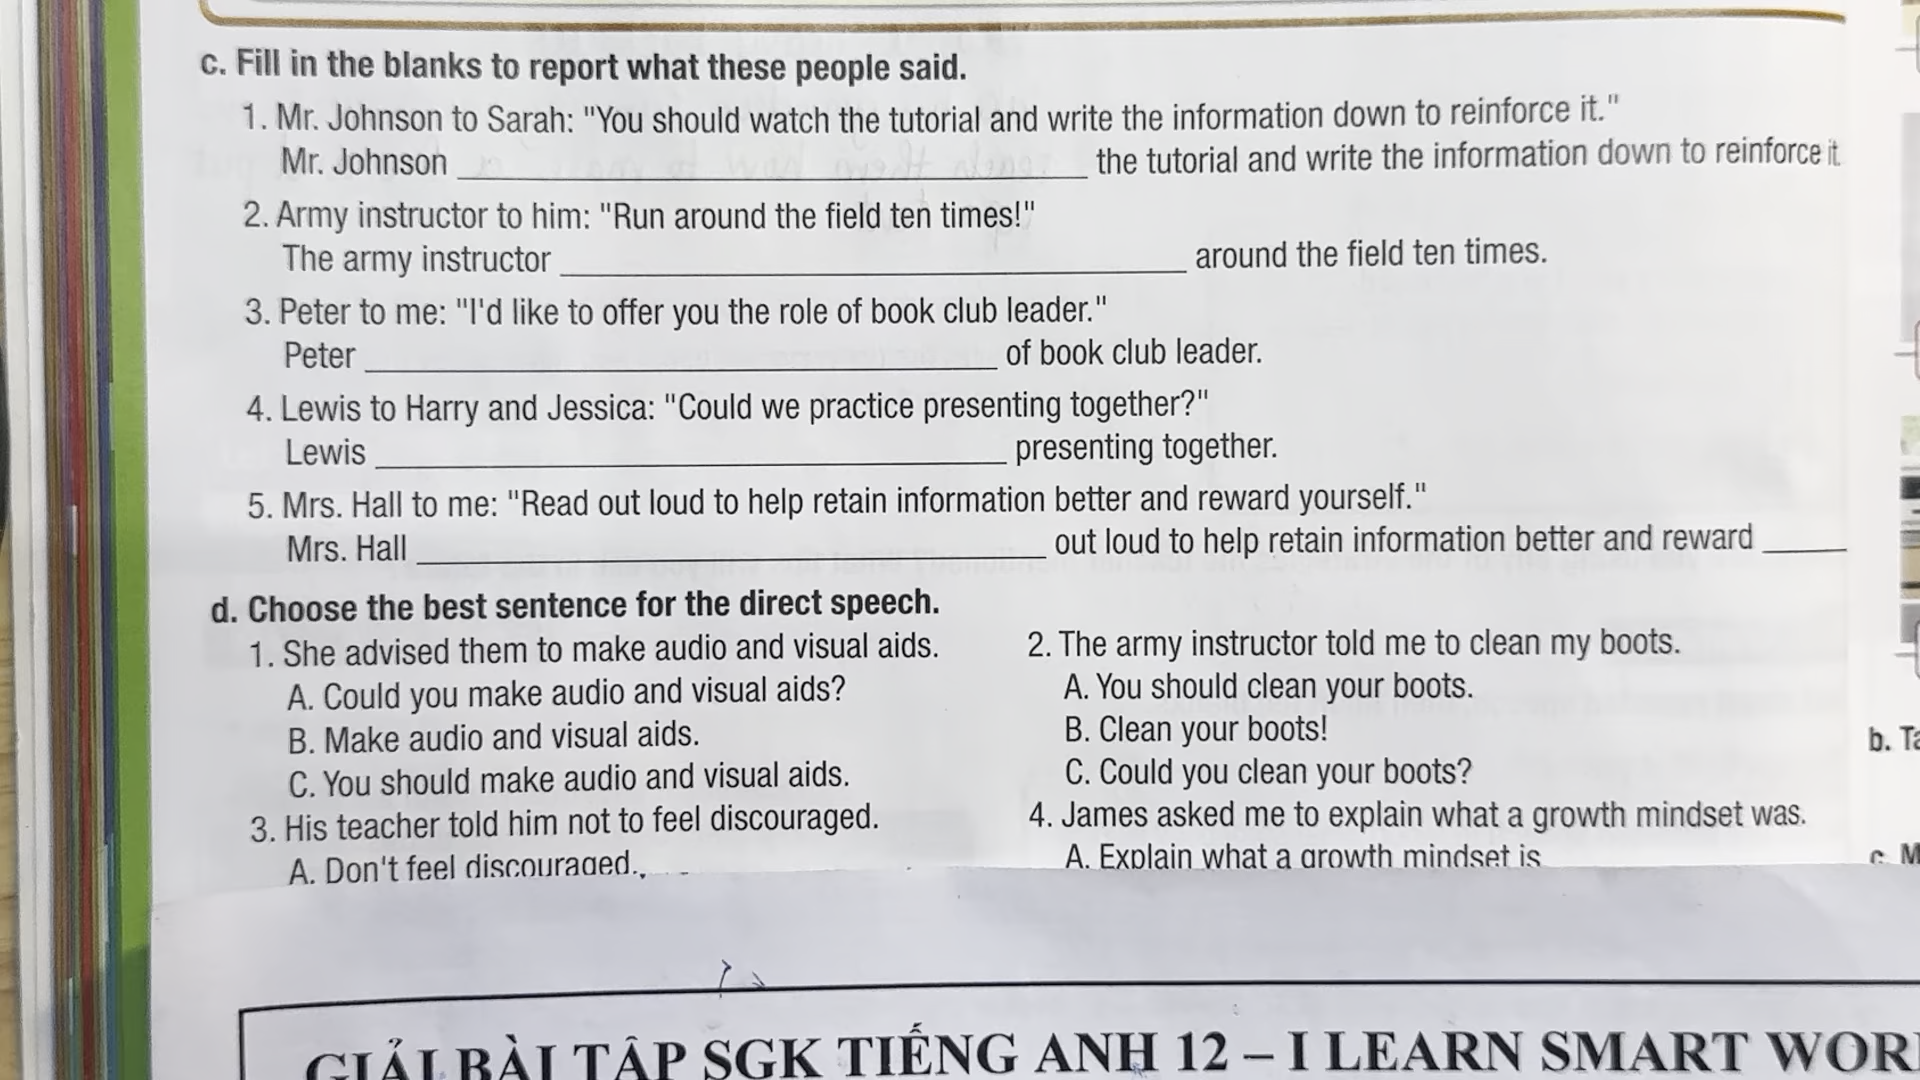 c. Fill in the blanks to report what these people said.
1. Mr. Johnson to Sarah: "You should watch the tutorial and write the information down to reinforce it."
Mr. Johnson ______ the tutorial and write the information down to reinforce it
2. Army instructor to him: "Run around the field ten times!"
The army instructor ______ around the field ten times.
3. Peter to me: "I'd like to offer you the role of book club leader."
Peter ______ of book club leader.
4. Lewis to Harry and Jessica: "Could we practice presenting together?"
Lewis ______ presenting together.
5. Mrs. Hall to me: "Read out loud to help retain information better and reward yourself."
Mrs. Hall ______ out loud to help retain information better and reward ______
d. Choose the best sentence for the direct speech.
1. She advised them to make audio and visual aids.
A. Could you make audio and visual aids?
B. Make audio and visual aids.
C. You should make audio and visual aids.
2. The army instructor told me to clean my boots.
A. You should clean your boots.
B. Clean your boots!
C. Could you clean your boots?
3. His teacher told him not to feel discouraged.
A. Don't feel discouraged.
4. James asked me to explain what a growth mindset was.
A. Explain what a growth mindset is
b.
c.
GIẢI BÀI TẬP SGK TIẾNG ANH 12 – I LEARN SMART